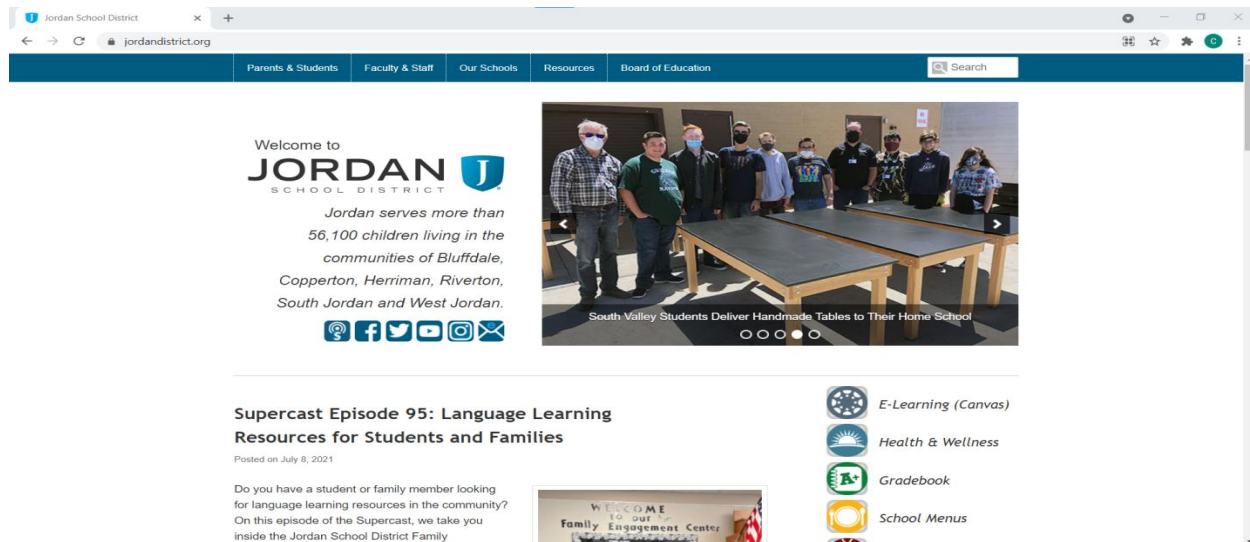 Jordan School District
jordandistrict.org
C
Parents & Students
Faculty & Staff
Our Schools
Resources
Board of Education
Search
Welcome to
JORDAN
SCHOOL DISTRICT
J
Jordan serves more than
56,100 children living in the
communities of Bluffdale,
Copperton, Herriman, Riverton,
South Jordan and West Jordan.
South Valley Students Deliver Handmade Tables to Their Home School
Supercast Episode 95: Language Learning
Resources for Students and Families
Posted on July 8, 2021
Do you have a student or family member looking
for language learning resources in the community?
On this episode of the Supercast, we take you
inside the Jordan School District Family
WELCOME
to our
Family Engagement Center
E-Learning (Canvas)
Health & Wellness
A+
Gradebook
School Menus